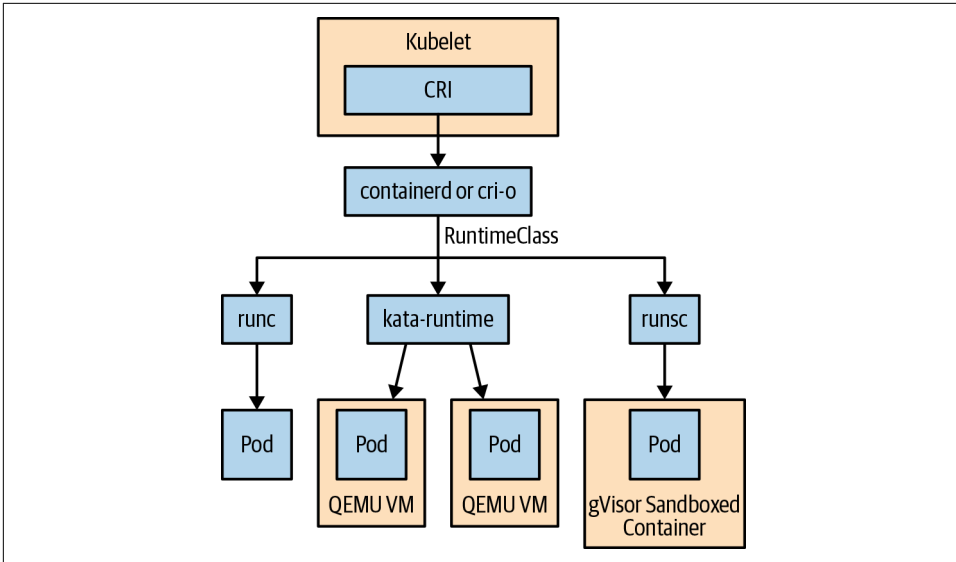 Kubelet
CRI
containerd or cri-o
RuntimeClass
runc
kata-runtime
runsc
Pod
Pod
Pod
Pod
QEMU VM
QEMU VM
gVisor Sandboxed
Container